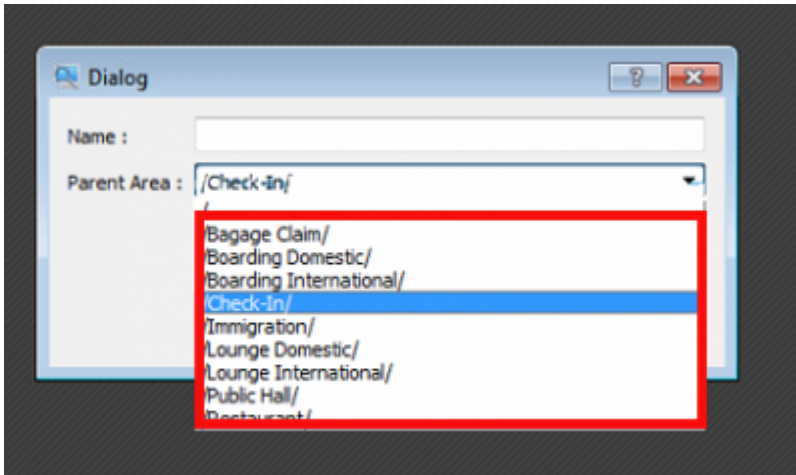 Dialog
Name :
Parent Area : /Check-In/
/
/Bagage Claim/
/Boarding Domestic/
/Boarding International/
/Check-In/
/Immigration/
/Lounge Domestic/
/Lounge International/
/Public Hall/
/Restaurant/